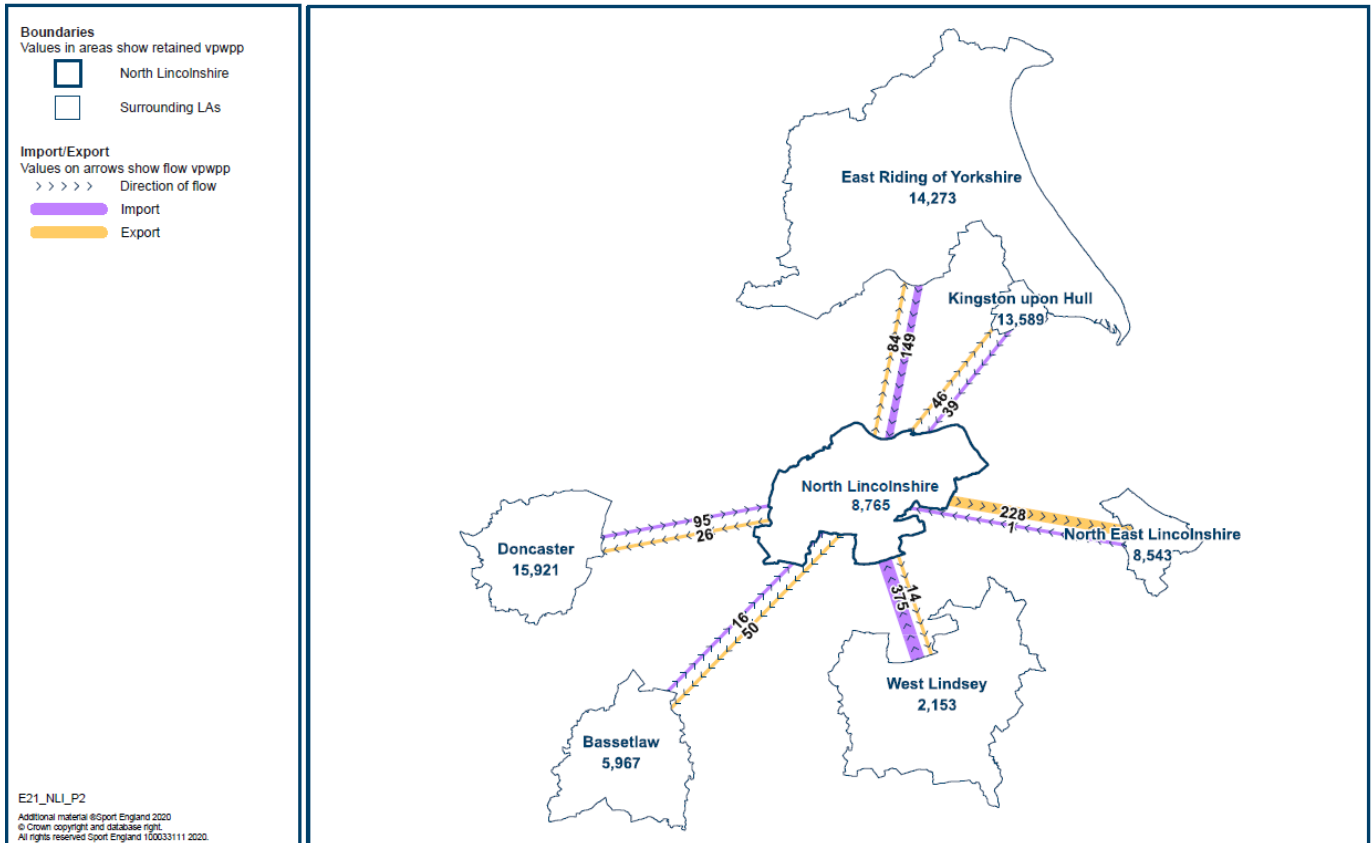 Boundaries
Values in areas show retained vpwpp
North Lincolnshire
Surrounding LAs
Import/Export
Values on arrows show flow vpwpp
Direction of flow
Import
Export
E21_NLI_P2
Additional material ©Sport England 2020
© Crown copyright and database right.
All rights reserved Sport England 100033111 2020.
East Riding of Yorkshire
14,273
Kingston upon Hull
13,589
84
149
46
39
North Lincolnshire
8,765
95
26
228
1
North East Lincolnshire
8,543
Doncaster
15,921
16
50
375
14
West Lindsey
2,153
Bassetlaw
5,967